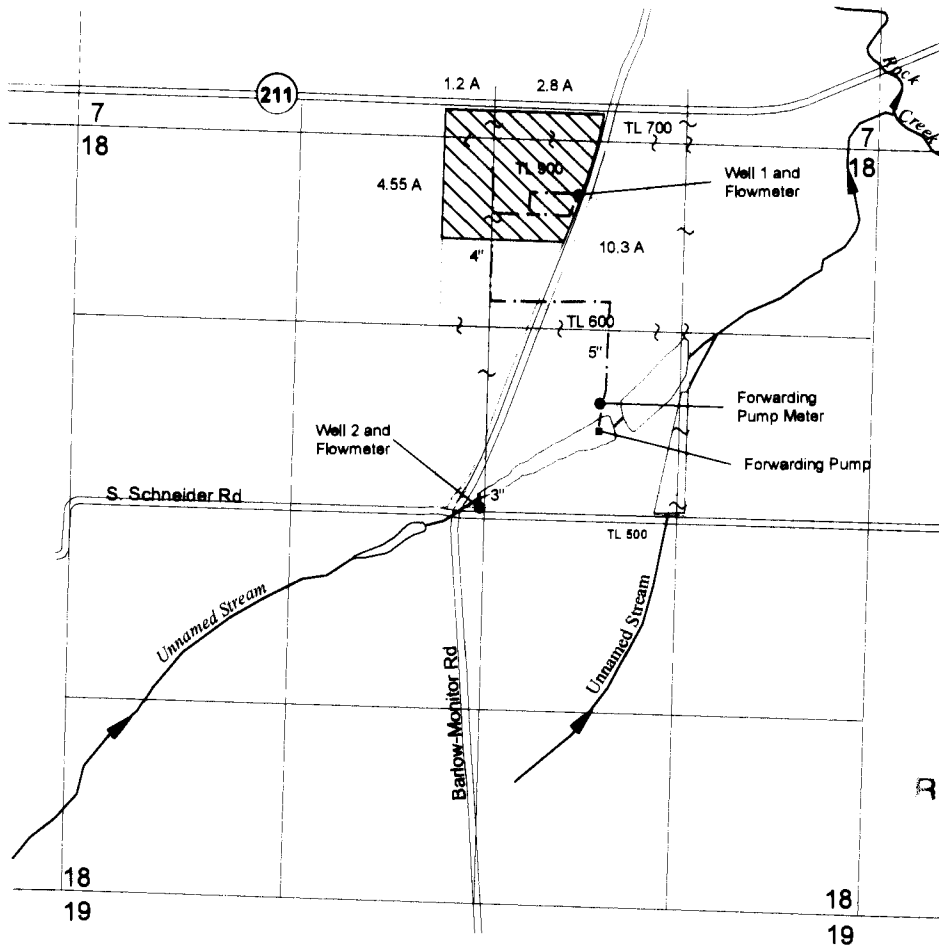 Rock
Creek
211
1.2 A
2.8 A
7
18
TL 700
7
18
TL 900
4.55 A
Well 1 and
Flowmeter
10.3 A
4"
TL 600
5"
Forwarding
Pump Meter
Well 2 and
Flowmeter
Forwarding Pump
S. Schneider Rd
3"
TL 500
Unnamed Stream
Unnamed Stream
Barlow-Monitor Rd
R
18
19
18
19